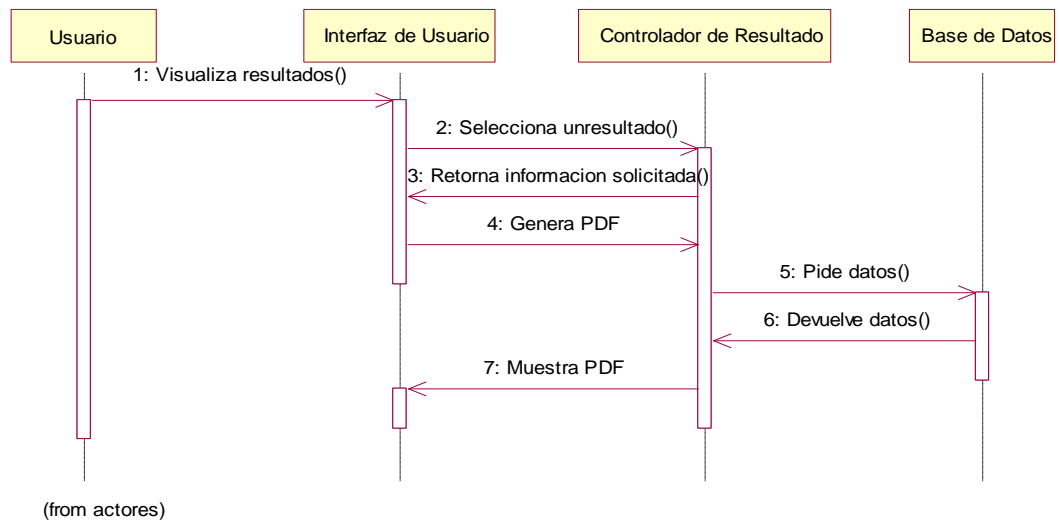 Usuario
Interfaz de Usuario
Controlador de Resultado
Base de Datos
1: Visualiza resultados()
2: Selecciona unresultado()
3: Retorna informacion solicitada()
4: Genera PDF
5: Pide datos()
6: Devuelve datos()
7: Muestra PDF
(from actores)